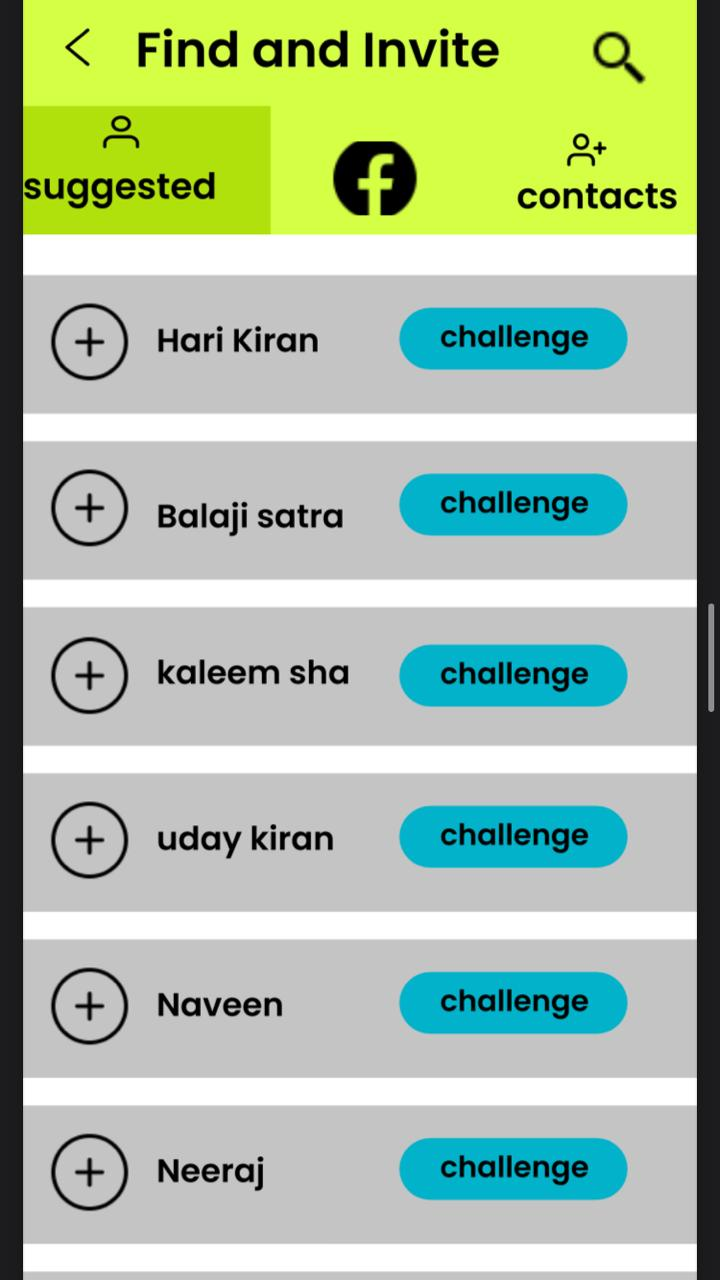 Find and Invite
suggested
contacts
Hari Kiran
challenge
Balaji satra
challenge
kaleem sha
challenge
uday kiran
challenge
Naveen
challenge
Neeraj
challenge